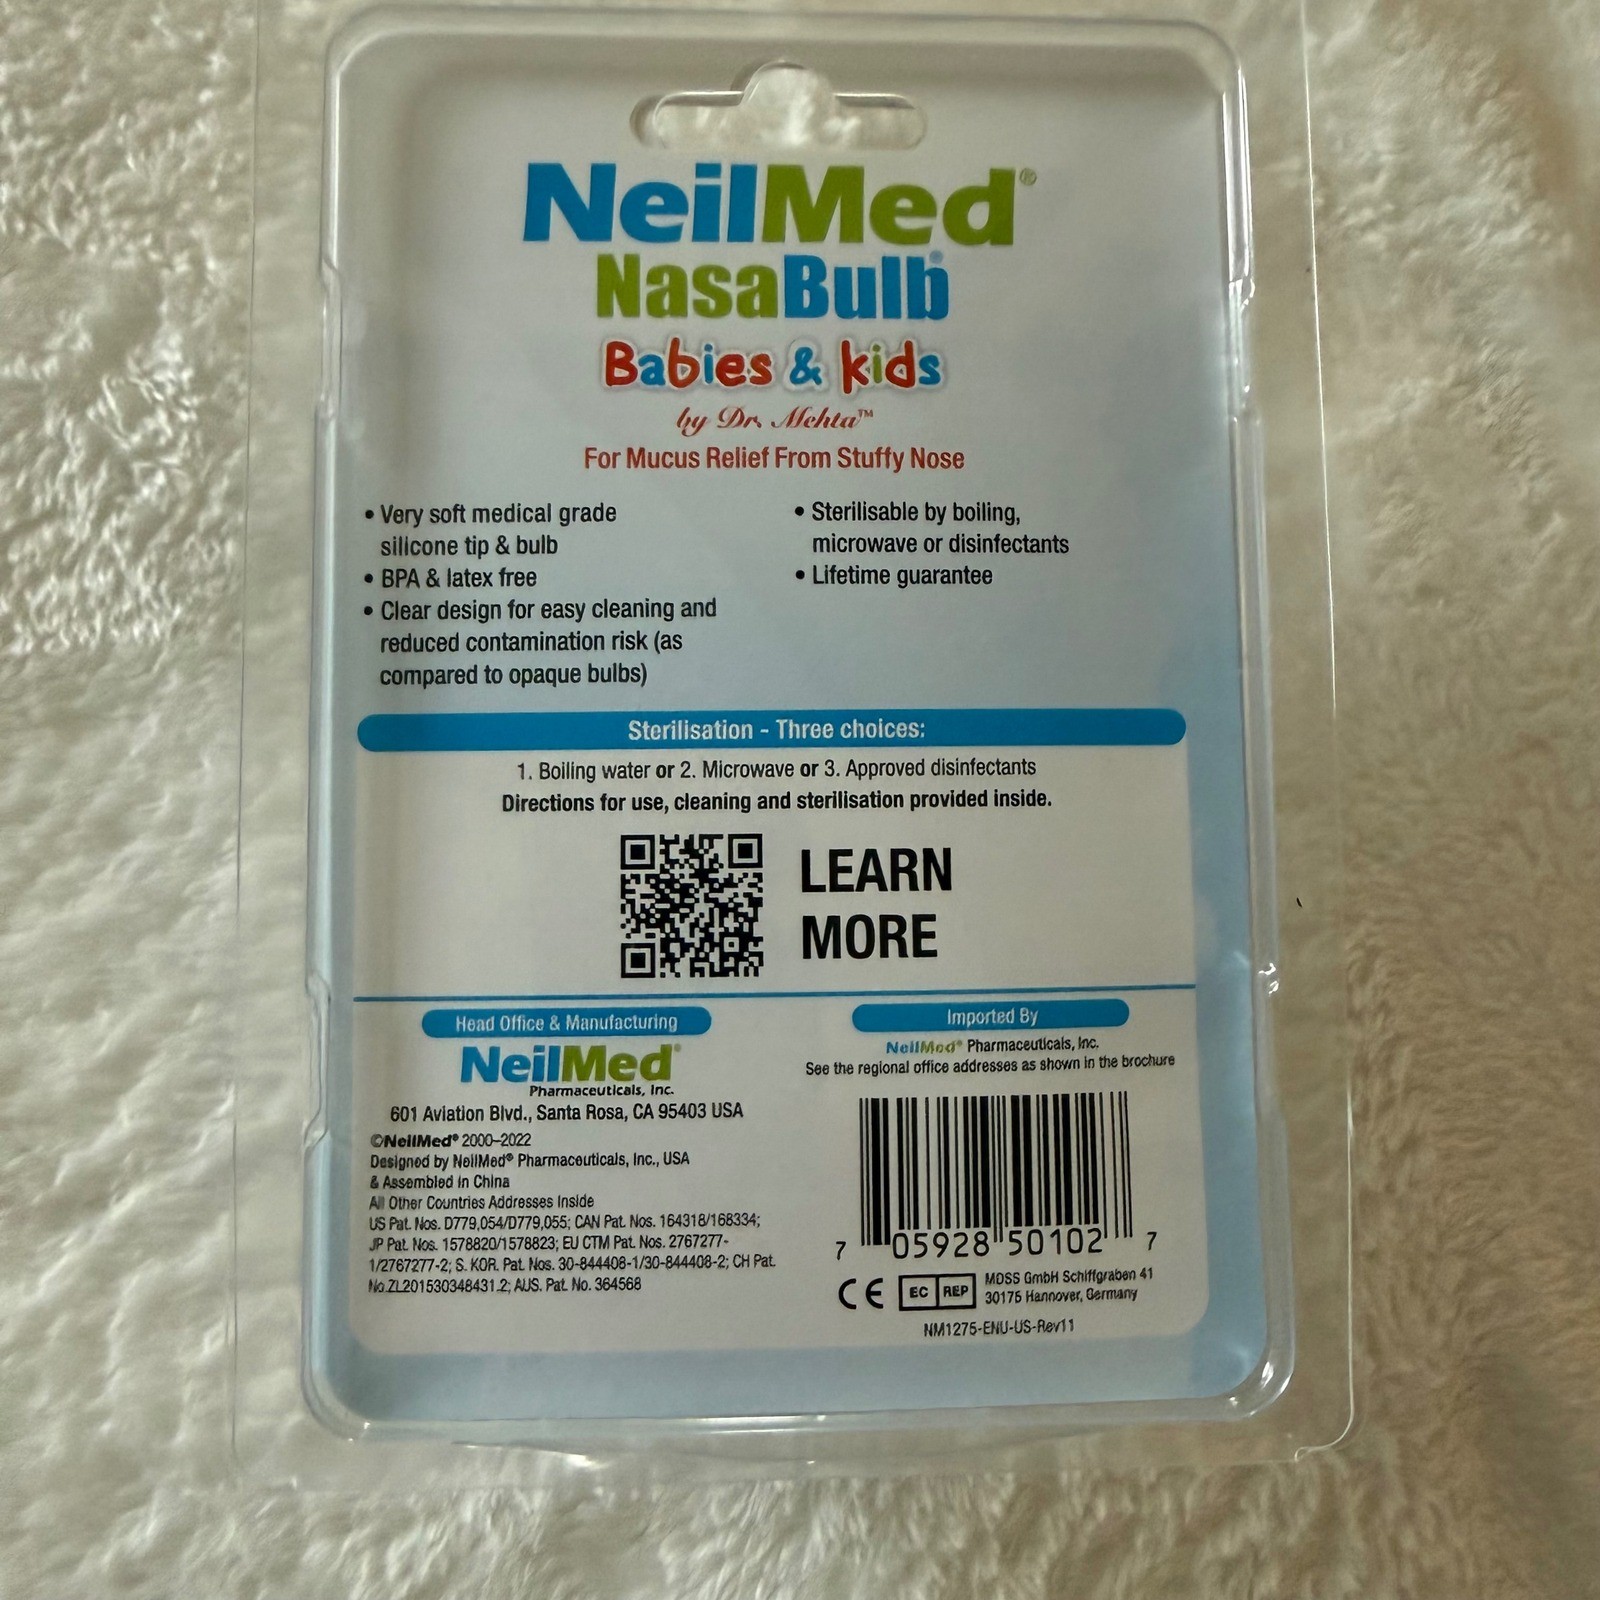 NeilMed®
NasaBulb®
Babies & kids
by Dr. Mehta™
For Mucus Relief From Stuffy Nose
• Very soft medical grade
silicone tip & bulb
• BPA & latex free
• Clear design for easy cleaning and
reduced contamination risk (as
compared to opaque bulbs)
• Sterilisable by boiling,
microwave or disinfectants
• Lifetime guarantee
Sterilisation - Three choices:
1. Boiling water or 2. Microwave or 3. Approved disinfectants
Directions for use, cleaning and sterilisation provided inside.
LEARN
MORE
Head Office & Manufacturing
NeilMed®
Pharmaceuticals, Inc.
601 Aviation Blvd., Santa Rosa, CA 95403 USA
©NeilMed® 2000–2022
Designed by NeilMed® Pharmaceuticals, Inc., USA
& Assembled in China
All Other Countries Addresses Inside
US Pat. Nos. D779,054/D779,055; CAN Pat. Nos. 164318/168334;
JP Pat. Nos. 1578820/1578823; EU CTM Pat. Nos. 2767277-
1/2767277-2; S. KOR. Pat. Nos. 30-844408-1/30-844408-2; CH Pat.
No.ZL201530348431.2; AUS. Pat. No. 364568
Imported By
NeilMed® Pharmaceuticals, Inc.
See the regional office addresses as shown in the brochure
7 05928 50102 7
CE EC REP
MDSS GmbH Schiffgraben 41
30175 Hannover, Germany
NM1275-ENU-US-Rev11